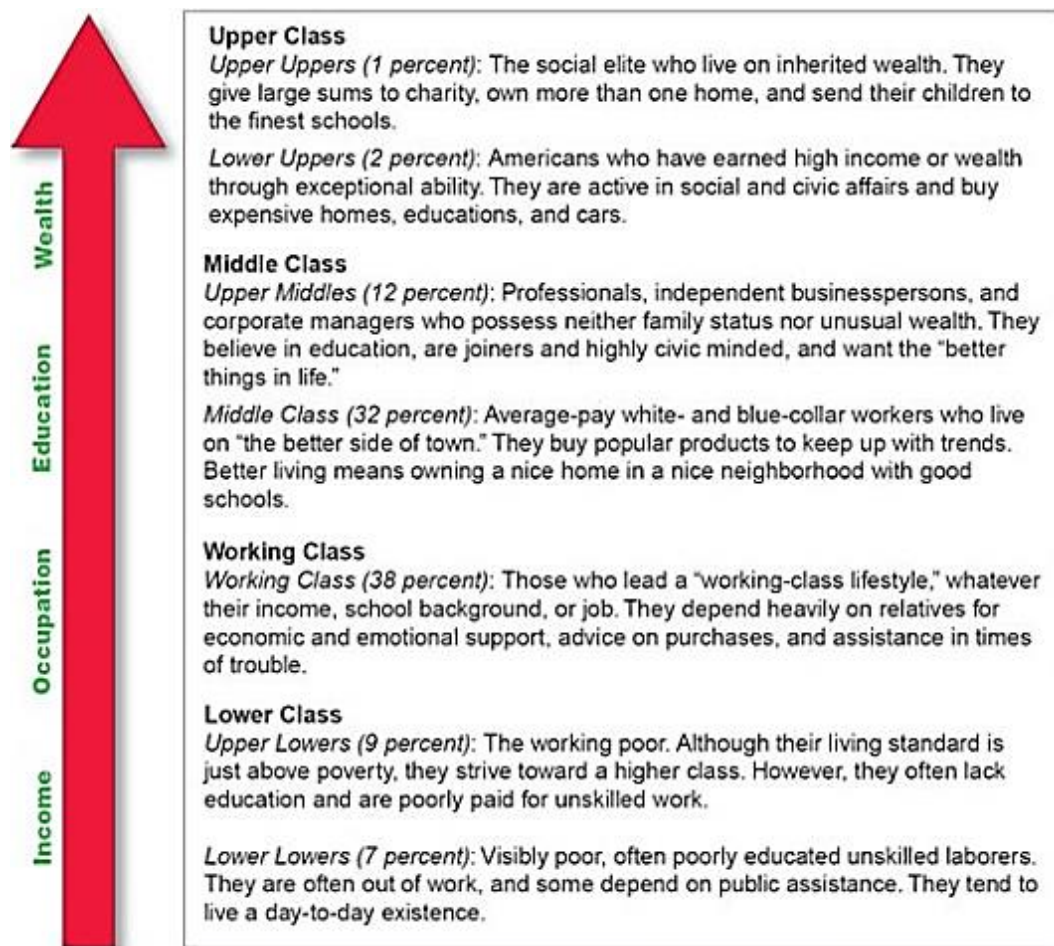 Upper Class
Upper Uppers (1 percent): The social elite who live on inherited wealth. They
give large sums to charity, own more than one home, and send their children to
the finest schools.
Lower Uppers (2 percent): Americans who have earned high income or wealth
through exceptional ability. They are active in social and civic affairs and buy
expensive homes, educations, and cars.
Middle Class
Upper Middles (12 percent): Professionals, independent businesspersons, and
corporate managers who possess neither family status nor unusual wealth. They
believe in education, are joiners and highly civic minded, and want the “better
things in life.”
Middle Class (32 percent): Average-pay white- and blue-collar workers who live
on “the better side of town.” They buy popular products to keep up with trends.
Better living means owning a nice home in a nice neighborhood with good
schools.
Working Class
Working Class (38 percent): Those who lead a “working-class lifestyle,” whatever
their income, school background, or job. They depend heavily on relatives for
economic and emotional support, advice on purchases, and assistance in times
of trouble.
Lower Class
Upper Lowers (9 percent): The working poor. Although their living standard is
just above poverty, they strive toward a higher class. However, they often lack
education and are poorly paid for unskilled work.
Lower Lowers (7 percent): Visibly poor, often poorly educated unskilled laborers.
They are often out of work, and some depend on public assistance. They tend to
live a day-to-day existence.
Wealth
Education
Occupation
Income